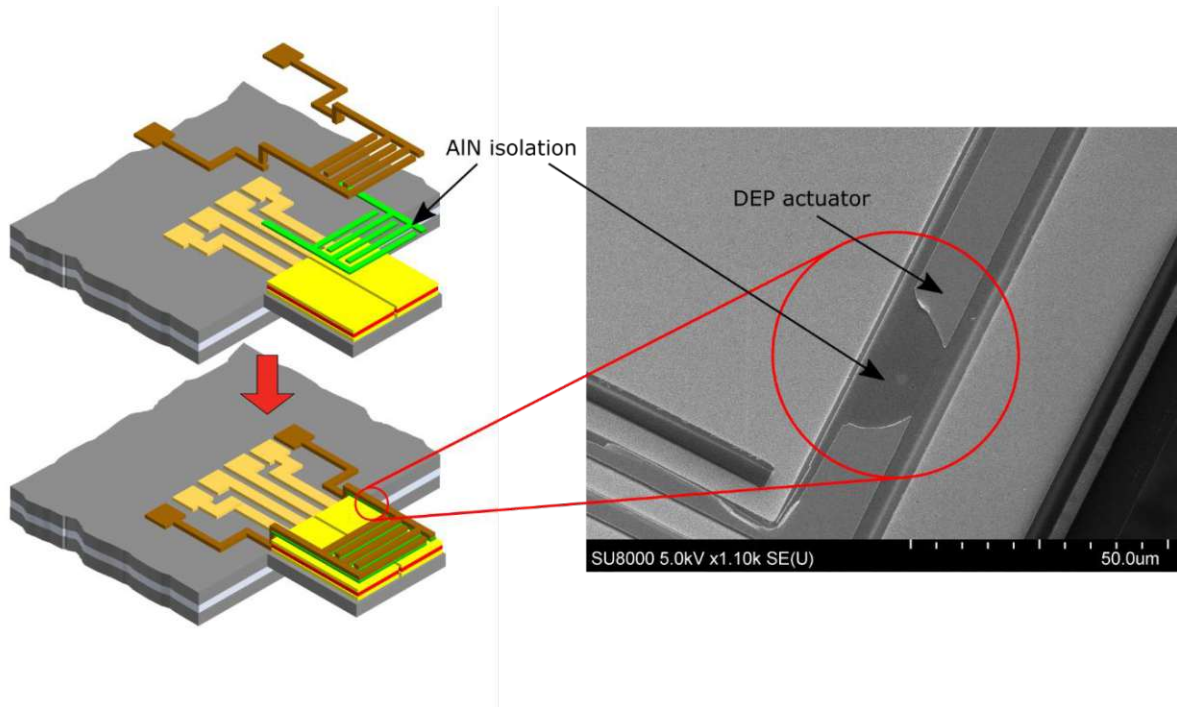 AlN isolation
DEP actuator
SU8000 5.0kV x1.10k SE(U)
50.0um